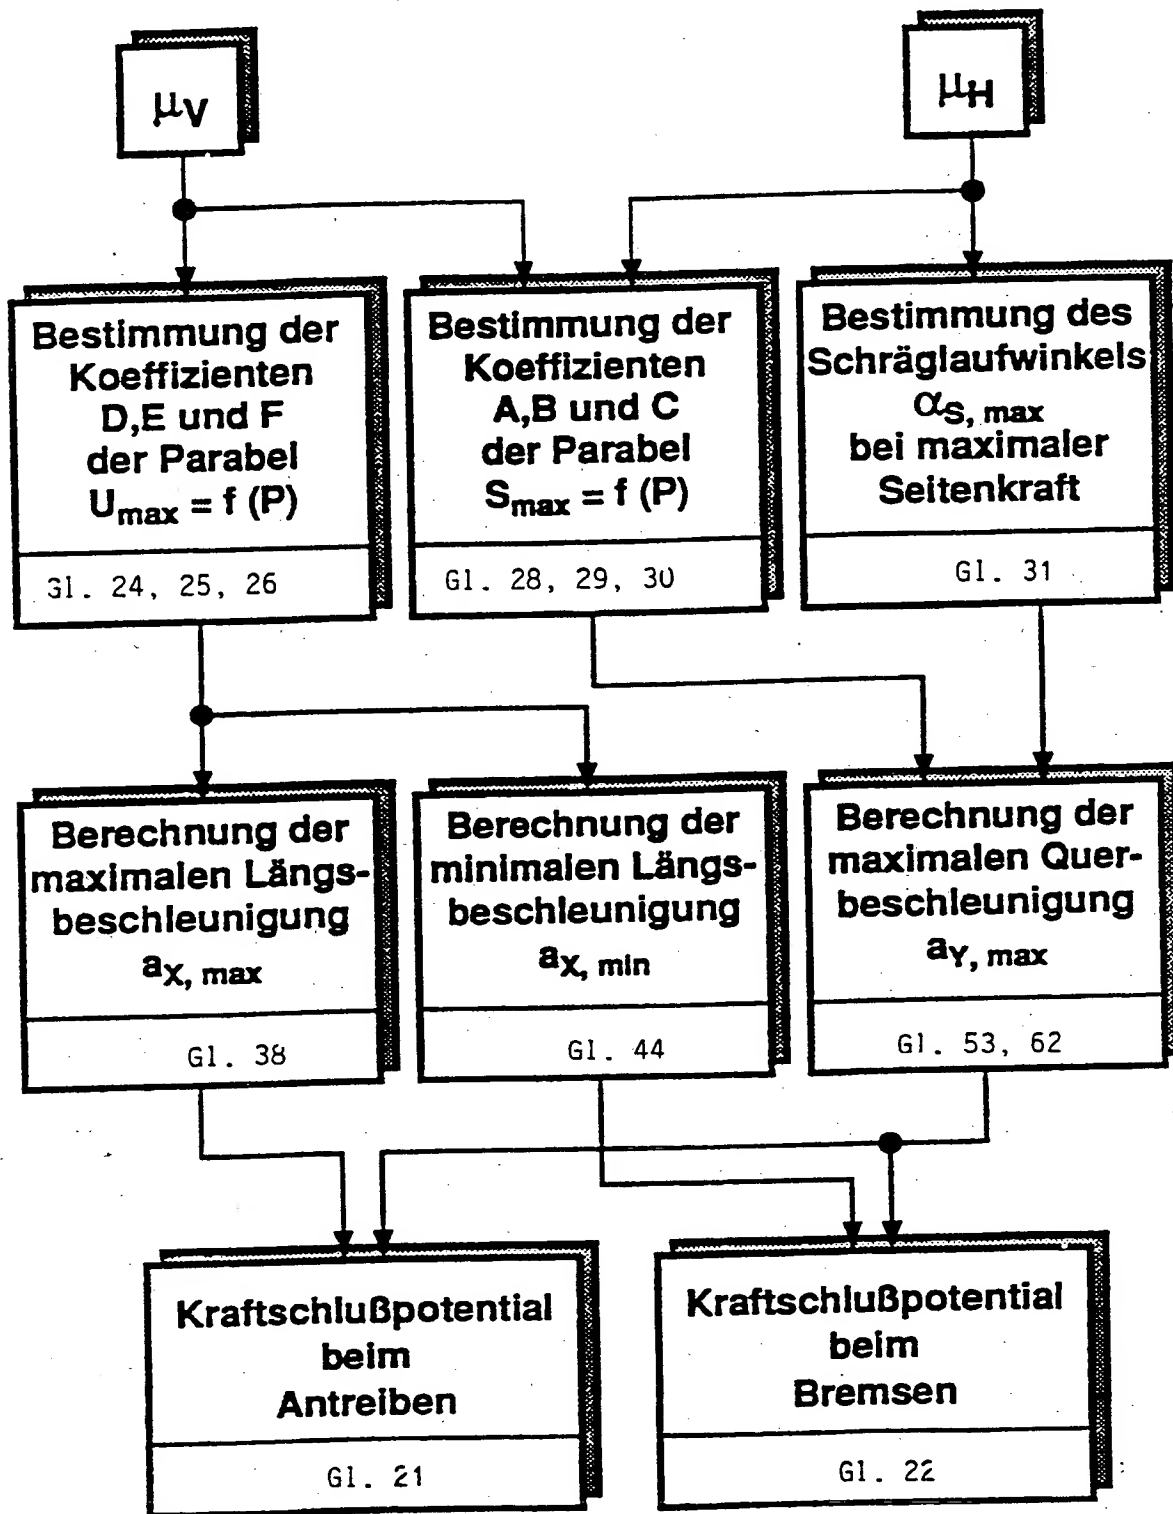 μV
μH
Bestimmung der
Koeffizienten
D,E und F
der Parabel
Umax = f (P)
Gl. 24, 25, 26
Bestimmung der
Koeffizienten
A,B und C
der Parabel
Smax = f (P)
Gl. 28, 29, 30
Bestimmung des
Schräglaufwinkels
αS, max
bei maximaler
Seitenkraft
Gl. 31
Berechnung der
maximalen Längs-
beschleunigung
aX, max
Gl. 38
Berechnung der
minimalen Längs-
beschleunigung
aX, min
Gl. 44
Berechnung der
maximalen Quer-
beschleunigung
aY, max
Gl. 53, 62
Kraftschlußpotential
beim
Antreiben
Gl. 21
Kraftschlußpotential
beim
Bremsen
Gl. 22